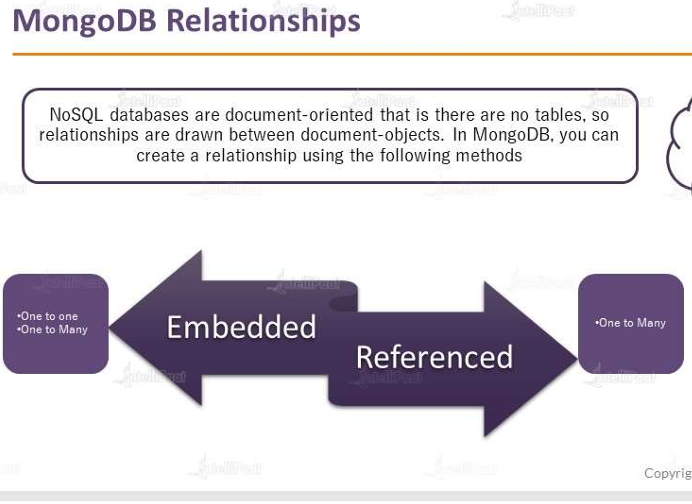 MongoDB Relationships
NoSQL databases are document-oriented that is there are no tables, so
relationships are drawn between document-objects. In MongoDB, you can
create a relationship using the following methods
•One to one
•One to Many
Embedded
Referenced
•One to Many
Copyrig